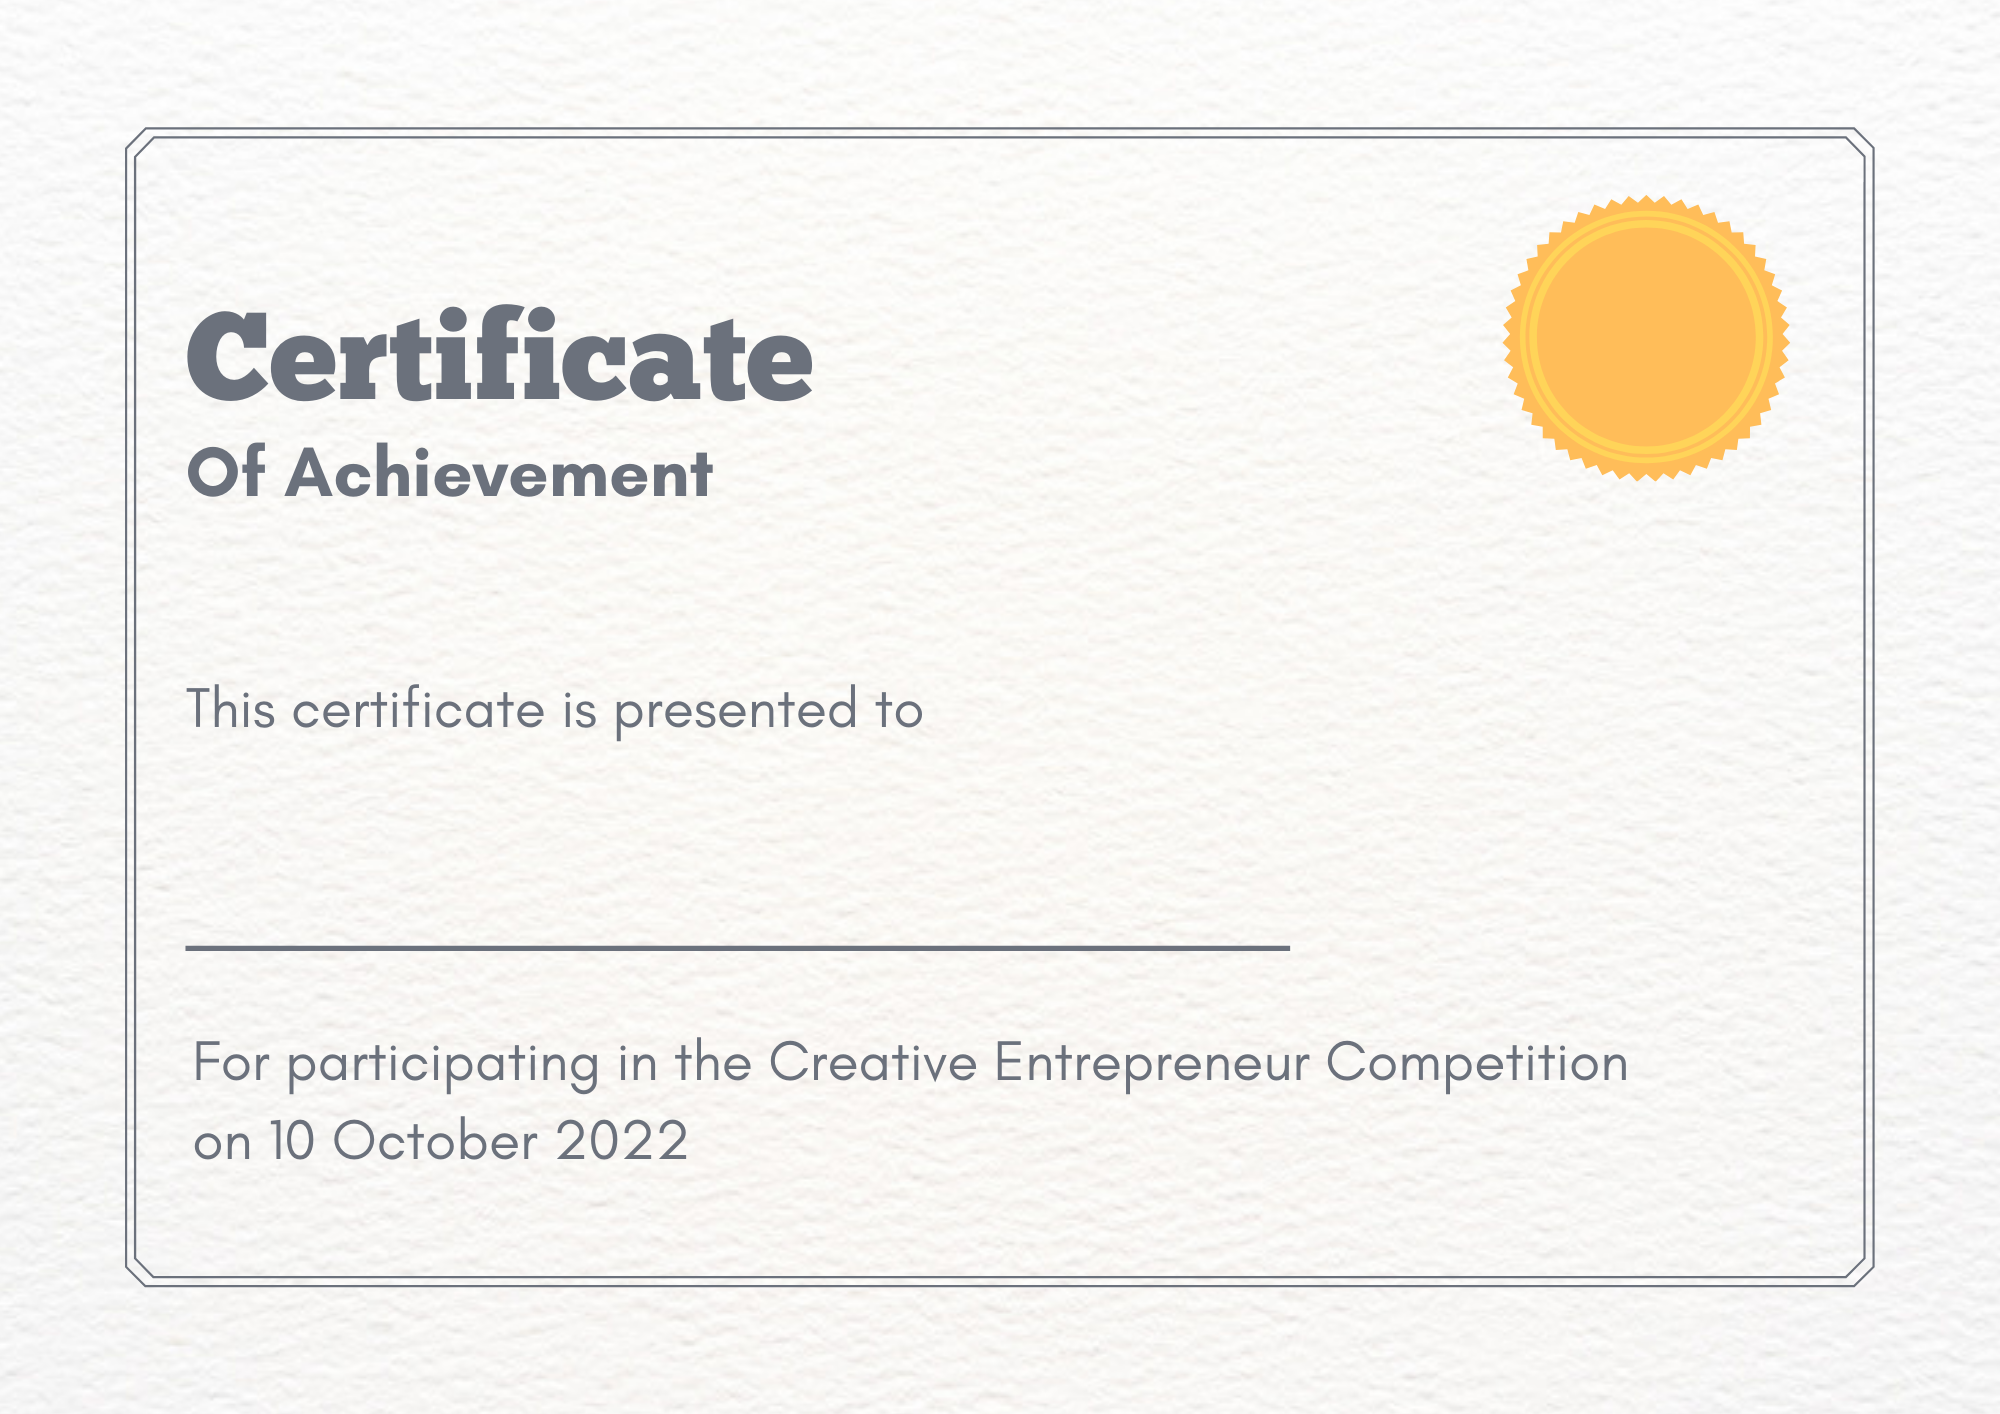 Certificate
Of Achievement
This certificate is presented to
For participating in the Creative Entrepreneur Competition
on 10 October 2022